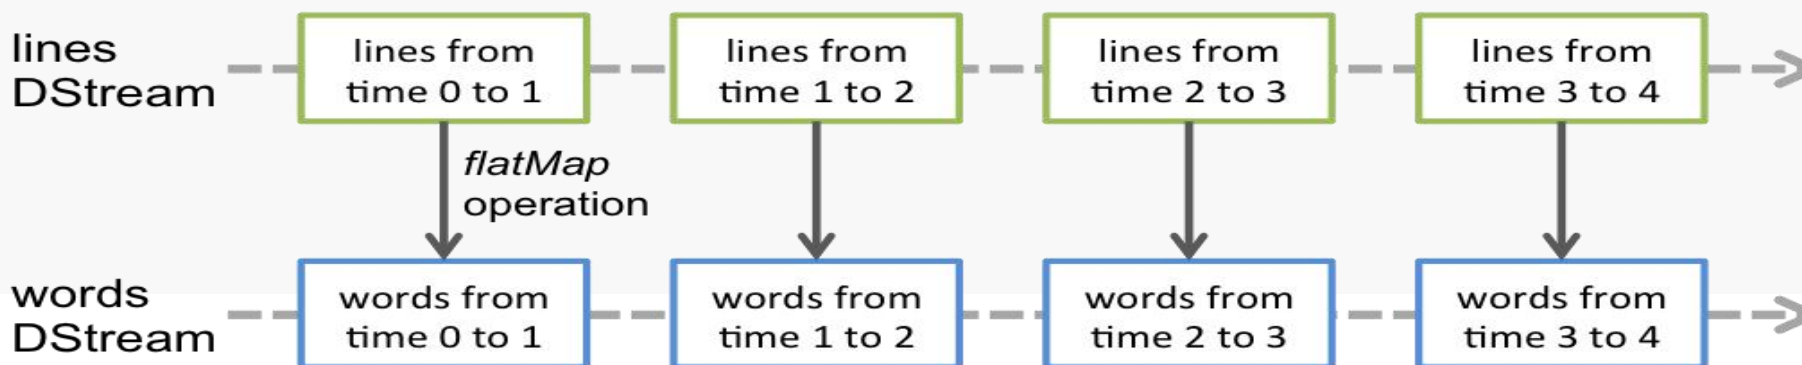 lines
DStream
lines from
time 0 to 1
lines from
time 1 to 2
lines from
time 2 to 3
lines from
time 3 to 4
flatMap
operation
words
DStream
words from
time 0 to 1
words from
time 1 to 2
words from
time 2 to 3
words from
time 3 to 4